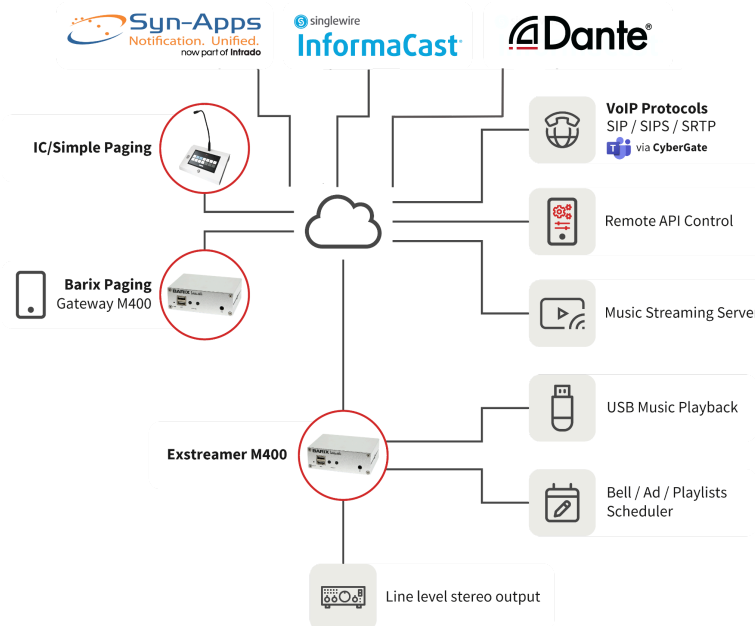 Syn-Apps
Notification. Unified.
now part of Intrado
singlewire
InformaCast
Dante®
IC/Simple Paging
VoIP Protocols
SIP / SIPS / SRTP
T via CyberGate
Remote API Control
Barix Paging
Gateway M400
BARIX
Music Streaming Serve
USB Music Playback
Exstreamer M400
BARIX
Bell / Ad / Playlists
Scheduler
Line level stereo output